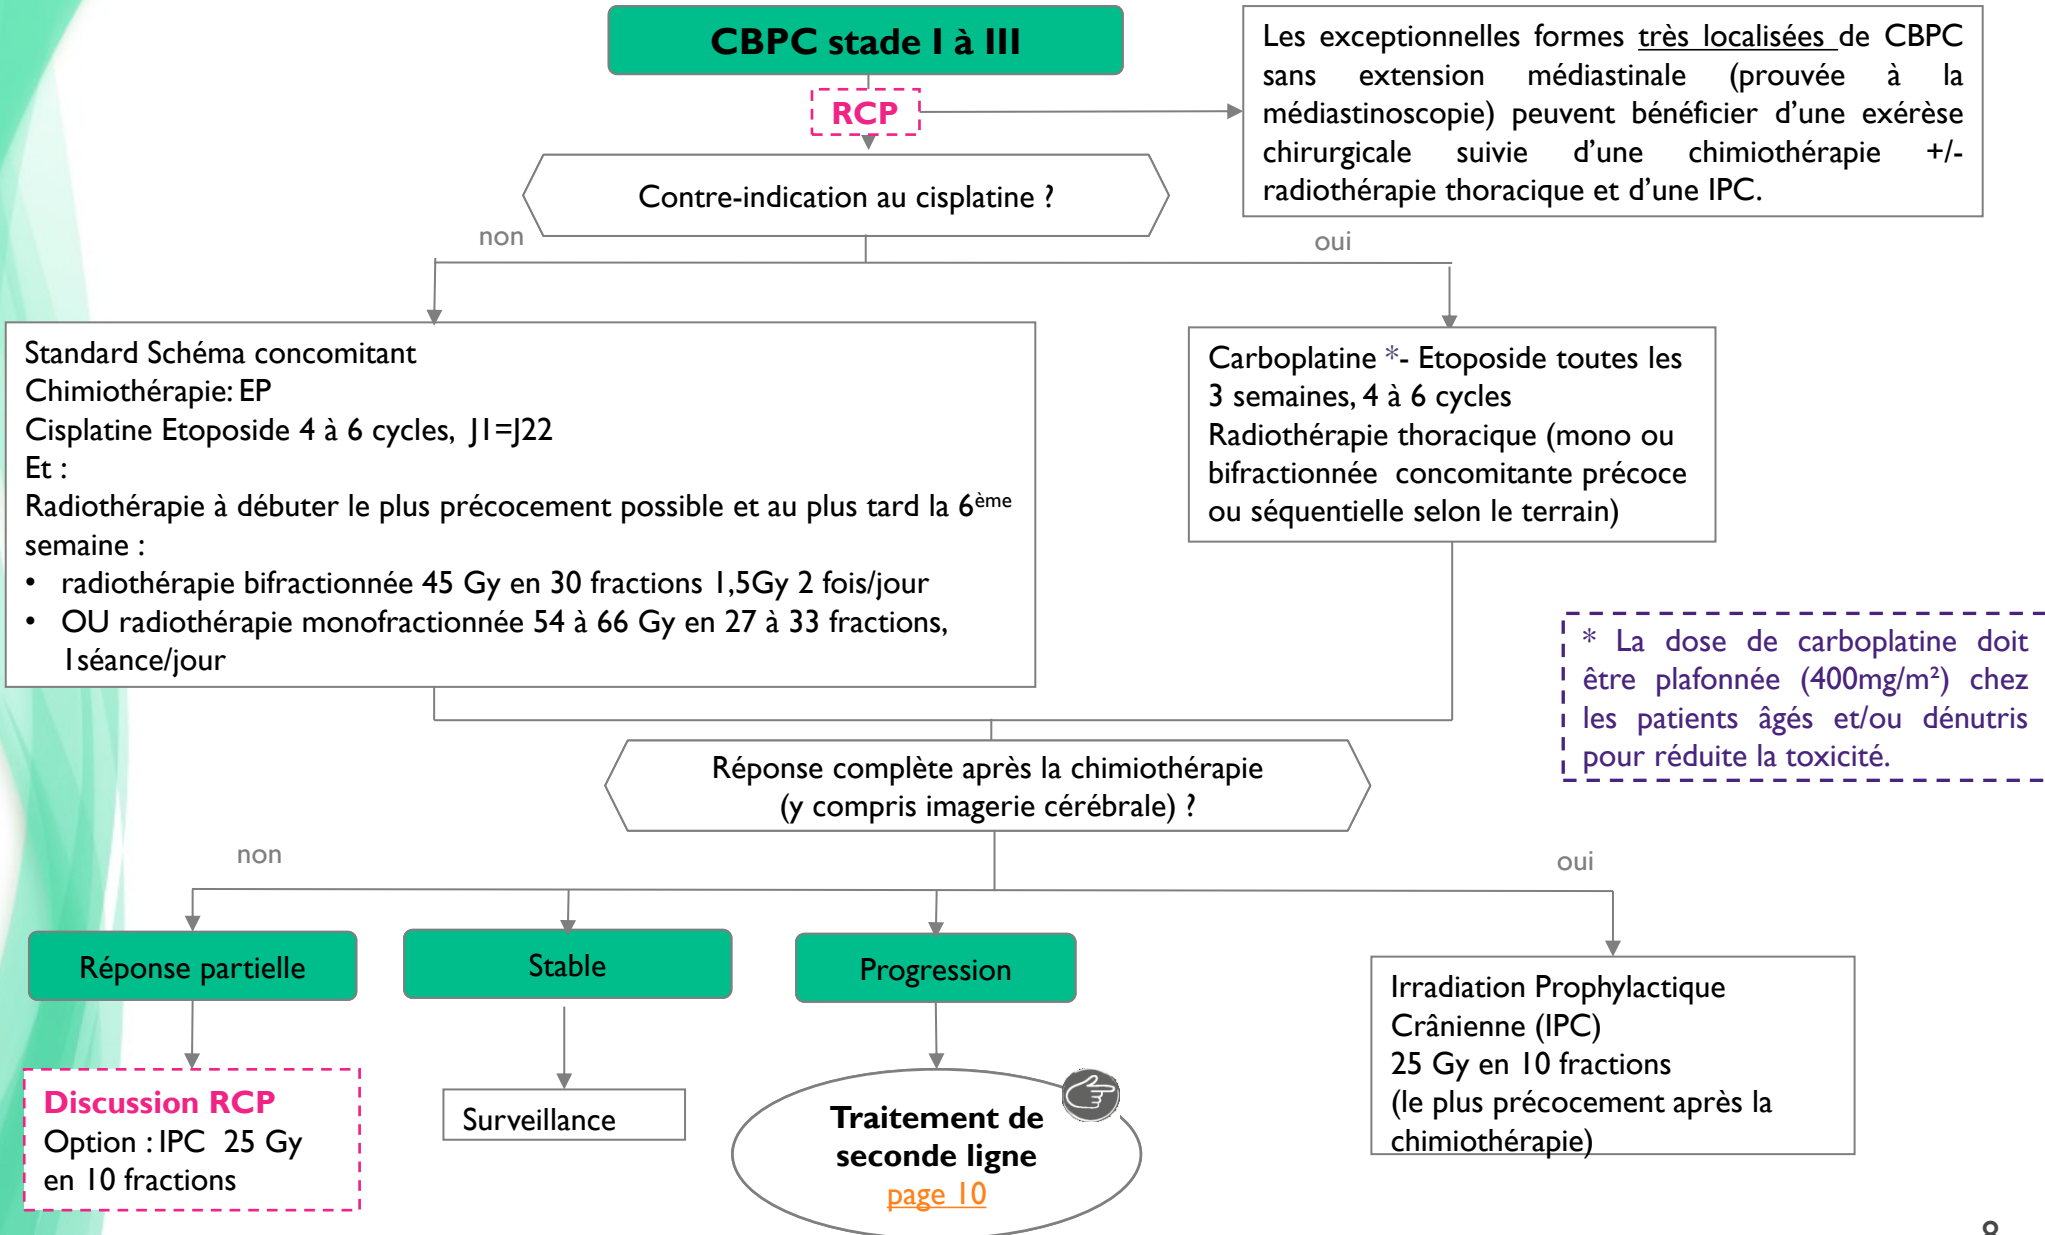 CBPC stade I à III
RCP
Les exceptionnelles formes très localisées de CBPC
sans extension médiastinale (prouvée à la
médiastinoscopie) peuvent bénéficier d'une exérèse
chirurgicale suivie d'une chimiothérapie +/-
radiothérapie thoracique et d'une IPC.
Contre-indication au cisplatine ?
non
oui
Standard Schéma concomitant
Chimiothérapie: EP
Cisplatine Etoposide 4 à 6 cycles, J1=J22
Et :
Radiothérapie à débuter le plus précocement possible et au plus tard la 6ème
semaine :
• radiothérapie bifractionnée 45 Gy en 30 fractions 1,5Gy 2 fois/jour
• OU radiothérapie monofractionnée 54 à 66 Gy en 27 à 33 fractions,
1séance/jour
Carboplatine *- Etoposide toutes les
3 semaines, 4 à 6 cycles
Radiothérapie thoracique (mono ou
bifractionnée concomitante précoce
ou séquentielle selon le terrain)
* La dose de carboplatine doit
être plafonnée (400mg/m²) chez
les patients âgés et/ou dénutris
pour réduite la toxicité.
Réponse complète après la chimiothérapie
(y compris imagerie cérébrale) ?
non
oui
Réponse partielle
Stable
Progression
Discussion RCP
Option : IPC 25 Gy
en 10 fractions
Surveillance
Traitement de
seconde ligne
page 10
Irradiation Prophylactique
Crânienne (IPC)
25 Gy en 10 fractions
(le plus précocement après la
chimiothérapie)
8